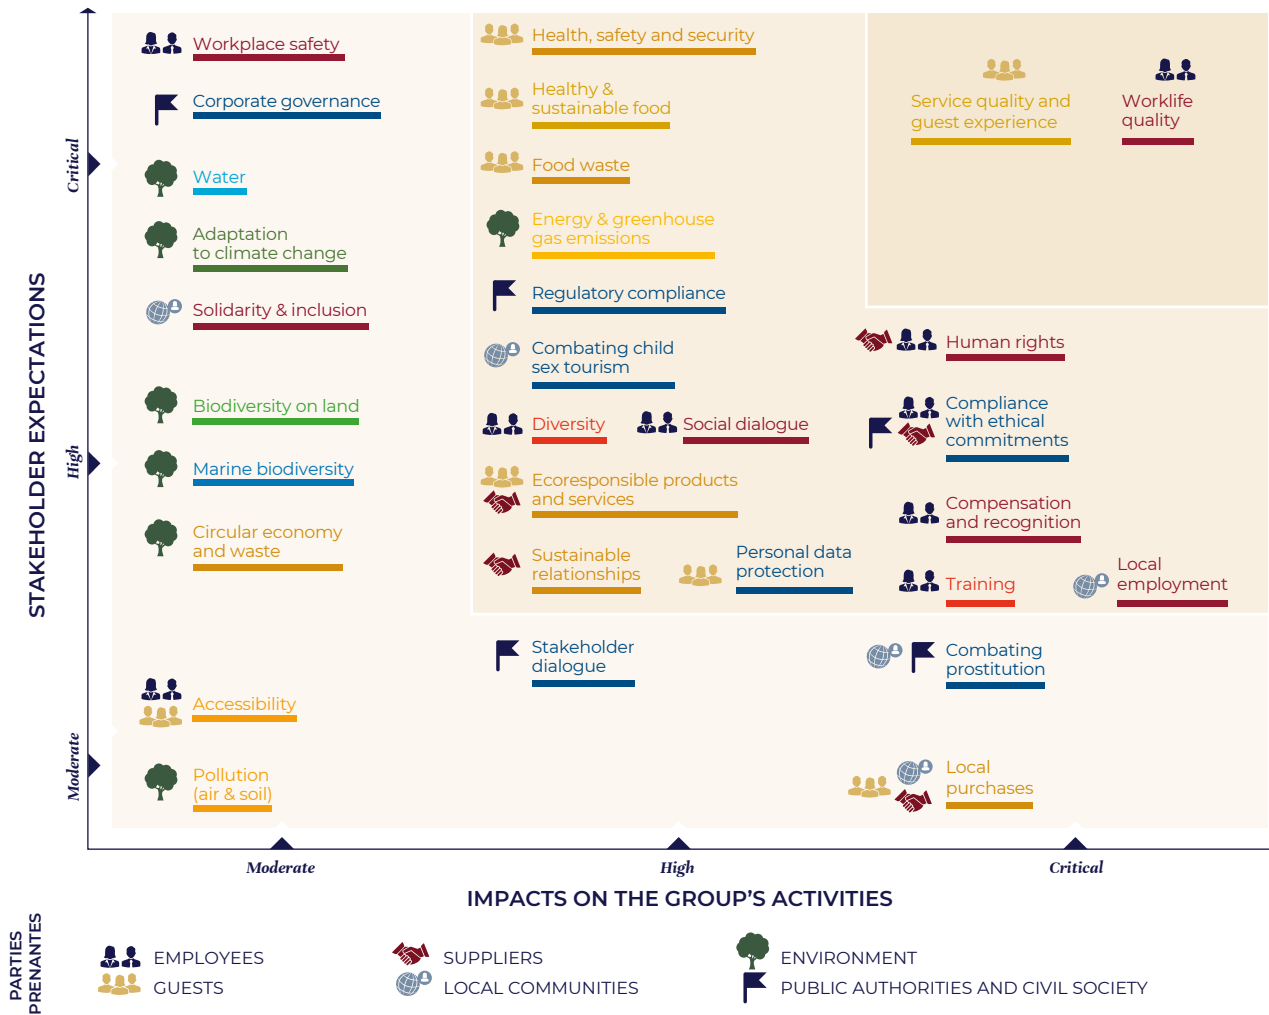 STAKEHOLDER EXPECTATIONS
Critical
High
Moderate
Workplace safety
Corporate governance
Water
Adaptation
to climate change
Solidarity & inclusion
Biodiversity on land
Marine biodiversity
Circular economy
and waste
Accessibility
Pollution
(air & soil)
Health, safety and security
Healthy &
sustainable food
Food waste
Energy & greenhouse
gas emissions
Regulatory compliance
Combating child
sex tourism
Diversity
Social dialogue
Ecoresponsible products
and services
Sustainable
relationships
Personal data
protection
Stakeholder
dialogue
Service quality and
guest experience
Worklife
quality
Human rights
Compliance
with ethical
commitments
Compensation
and recognition
Training
Local
employment
Combating
prostitution
Local
purchases
Moderate
High
Critical
IMPACTS ON THE GROUP’S ACTIVITIES
PARTIES
PRENANTES
EMPLOYEES
GUESTS
SUPPLIERS
LOCAL COMMUNITIES
ENVIRONMENT
PUBLIC AUTHORITIES AND CIVIL SOCIETY